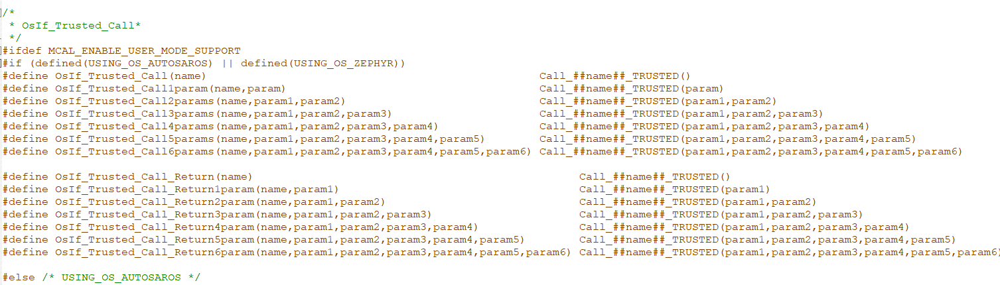 /*
 * OsIf_Trusted_Call*
 */
#ifdef MCAL_ENABLE_USER_MODE_SUPPORT
#if (defined(USING_OS_AUTOSAROS) || defined(USING_OS_ZEPHYR))
#define OsIf_Trusted_Call(name) Call_##name##_TRUSTED()
#define OsIf_Trusted_Call1param(name,param) Call_##name##_TRUSTED(param)
#define OsIf_Trusted_Call2params(name,param1,param2) Call_##name##_TRUSTED(param1,param2)
#define OsIf_Trusted_Call3params(name,param1,param2,param3) Call_##name##_TRUSTED(param1,param2,param3)
#define OsIf_Trusted_Call4params(name,param1,param2,param3,param4) Call_##name##_TRUSTED(param1,param2,param3,param4)
#define OsIf_Trusted_Call5params(name,param1,param2,param3,param4,param5) Call_##name##_TRUSTED(param1,param2,param3,param4,param5)
#define OsIf_Trusted_Call6params(name,param1,param2,param3,param4,param5,param6) Call_##name##_TRUSTED(param1,param2,param3,param4,param5,param6)
#define OsIf_Trusted_Call_Return(name) Call_##name##_TRUSTED()
#define OsIf_Trusted_Call_Return1param(name,param1) Call_##name##_TRUSTED(param1)
#define OsIf_Trusted_Call_Return2param(name,param1,param2) Call_##name##_TRUSTED(param1,param2)
#define OsIf_Trusted_Call_Return3param(name,param1,param2,param3) Call_##name##_TRUSTED(param1,param2,param3)
#define OsIf_Trusted_Call_Return4param(name,param1,param2,param3,param4) Call_##name##_TRUSTED(param1,param2,param3,param4)
#define OsIf_Trusted_Call_Return5param(name,param1,param2,param3,param4,param5) Call_##name##_TRUSTED(param1,param2,param3,param4,param5)
#define OsIf_Trusted_Call_Return6param(name,param1,param2,param3,param4,param5,param6) Call_##name##_TRUSTED(param1,param2,param3,param4,param5,param6)
#else /* USING_OS_AUTOSAROS */